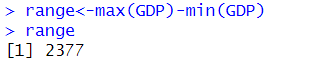 > range<-max(GDP)-min(GDP)
> range
[1] 2377